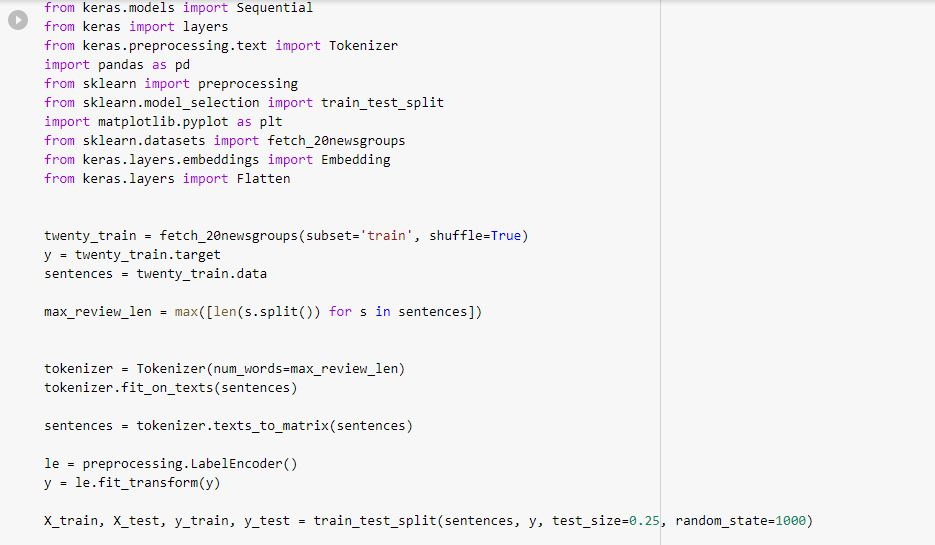 from keras.models import Sequential
from keras import layers
from keras.preprocessing.text import Tokenizer
import pandas as pd
from sklearn import preprocessing
from sklearn.model_selection import train_test_split
import matplotlib.pyplot as plt
from sklearn.datasets import fetch_20newsgroups
from keras.layers.embeddings import Embedding
from keras.layers import Flatten
twenty_train = fetch_20newsgroups(subset='train', shuffle=True)
y = twenty_train.target
sentences = twenty_train.data
max_review_len = max([len(s.split()) for s in sentences])
tokenizer = Tokenizer(num_words=max_review_len)
tokenizer.fit_on_texts(sentences)
sentences = tokenizer.texts_to_matrix(sentences)
le = preprocessing.LabelEncoder()
y = le.fit_transform(y)
X_train, X_test, y_train, y_test = train_test_split(sentences, y, test_size=0.25, random_state=1000)